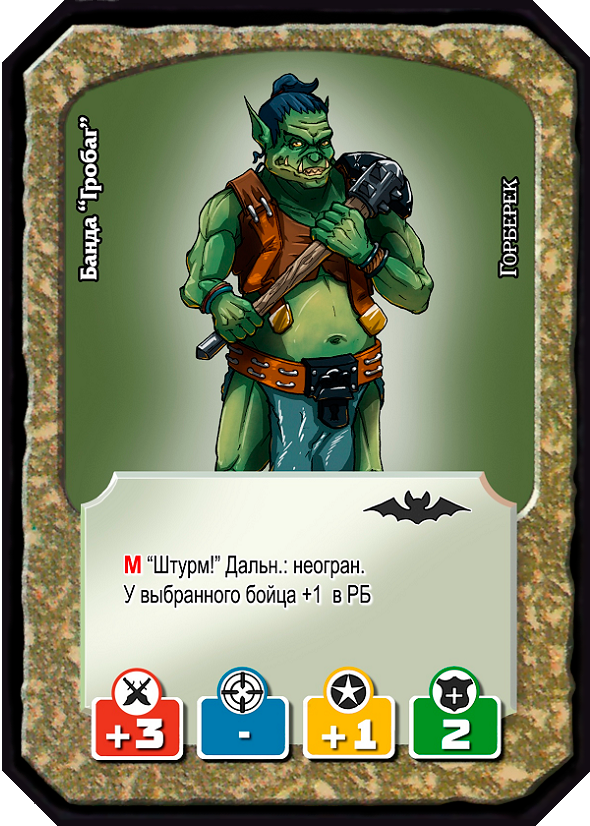 Банда “Гробаг”
Горберек
М “Штурм!” Дальн.: неогран.
У выбранного бойца +1 в РБ
+3 - +1 2